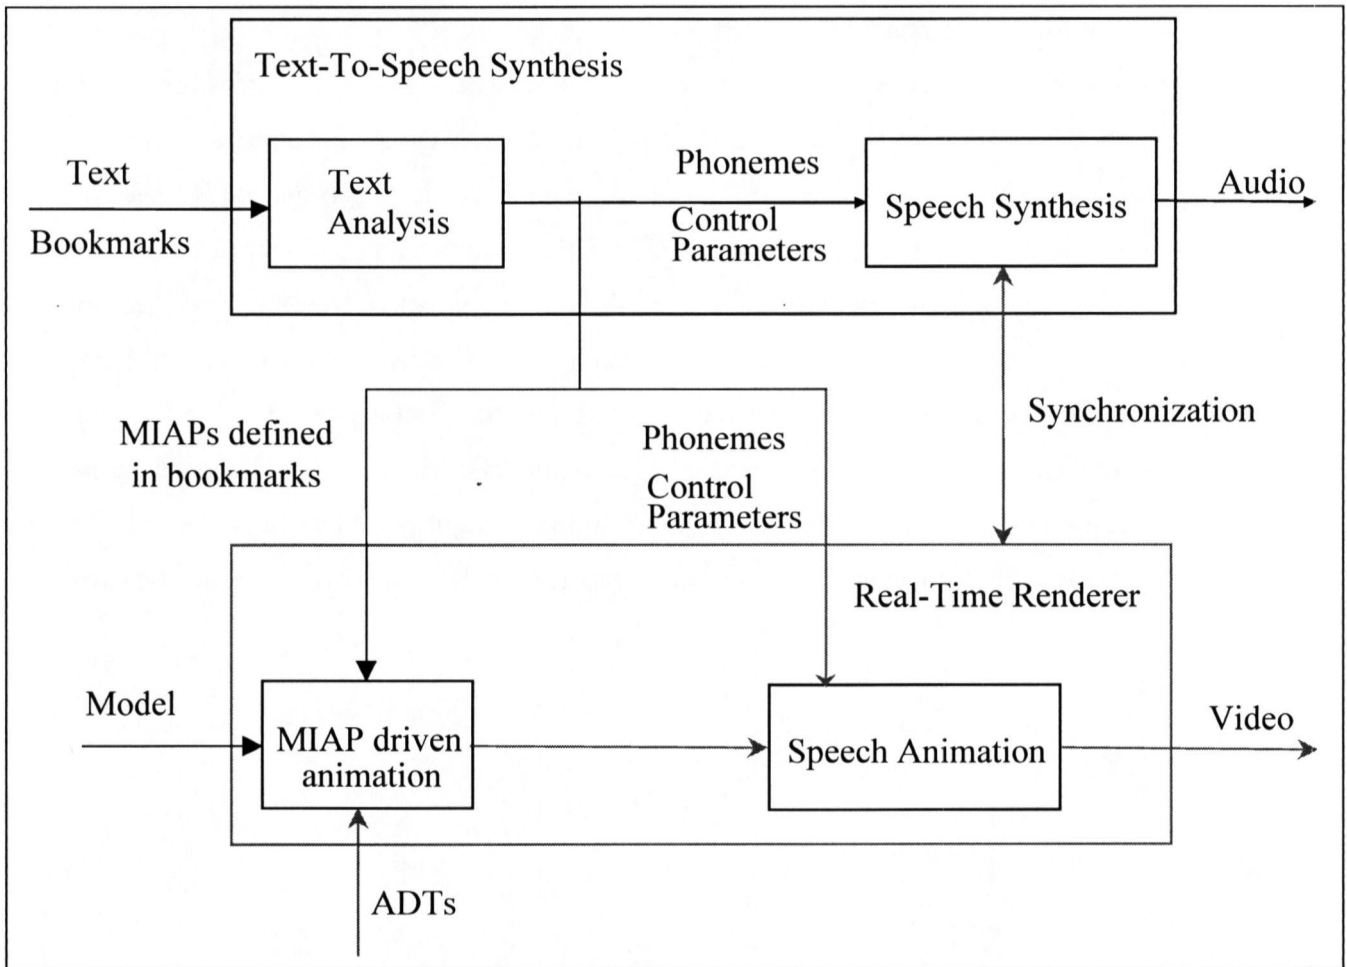 Text-To-Speech Synthesis
Text
Bookmarks
Text
Analysis
Phonemes
Control
Parameters
Speech Synthesis
Audio
MIAPs defined
in bookmarks
Phonemes
Control
Parameters
Synchronization
Real-Time Renderer
Model
MIAP driven
animation
Speech Animation
Video
ADTs